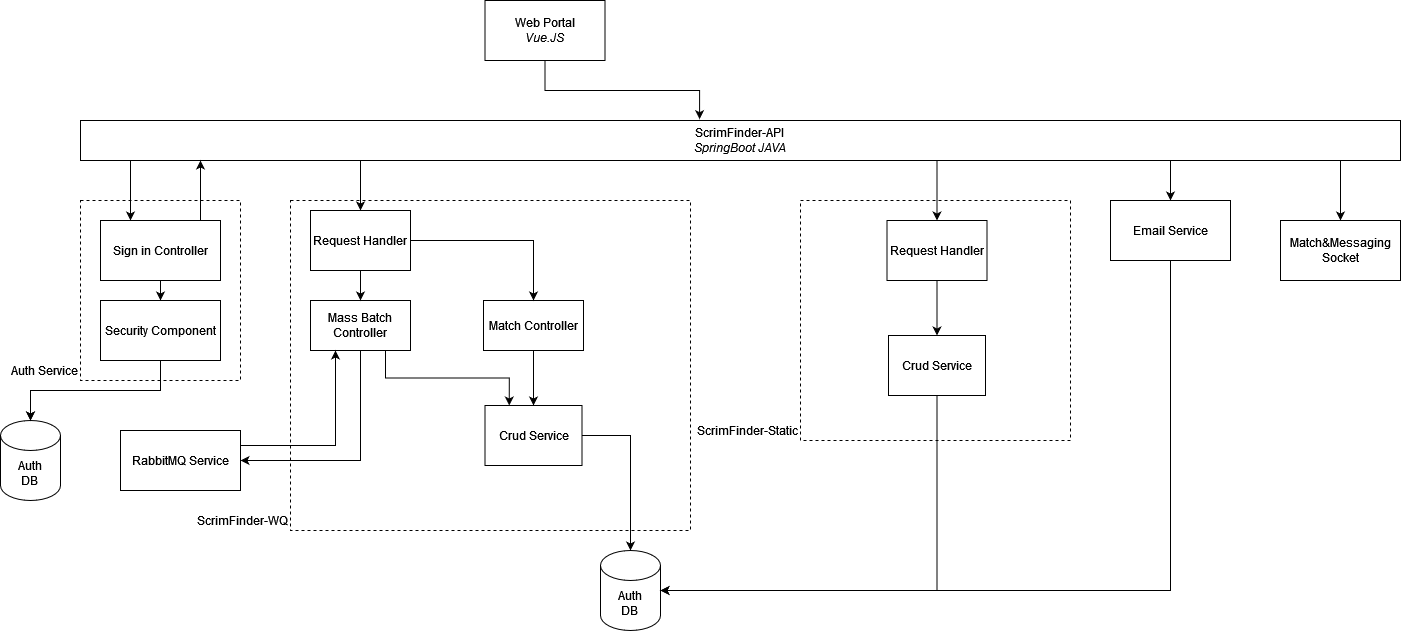 Web Portal
Vue.JS
ScrimFinder-API
SpringBoot JAVA
Sign in Controller
Security Component
Auth Service
Auth
DB
RabbitMQ Service
Request Handler
Mass Batch
Controller
Match Controller
Crud Service
ScrimFinder-WQ
Auth
DB
Request Handler
Crud Service
ScrimFinder-Static
Email Service
Match&Messaging
Socket